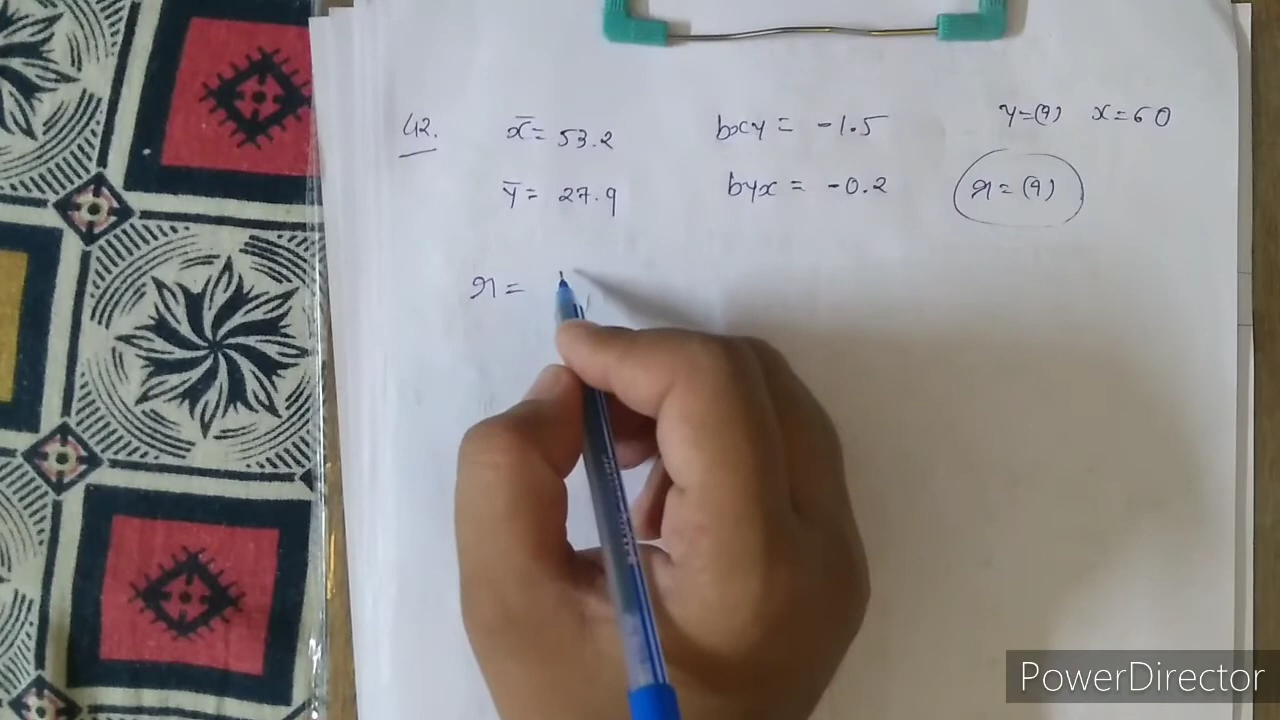 42. x̄ = 53.2 bxy = -1.5 y=(?) x=60
ȳ = 27.9 byx = -0.2 r = (?)
r =
PowerDirector